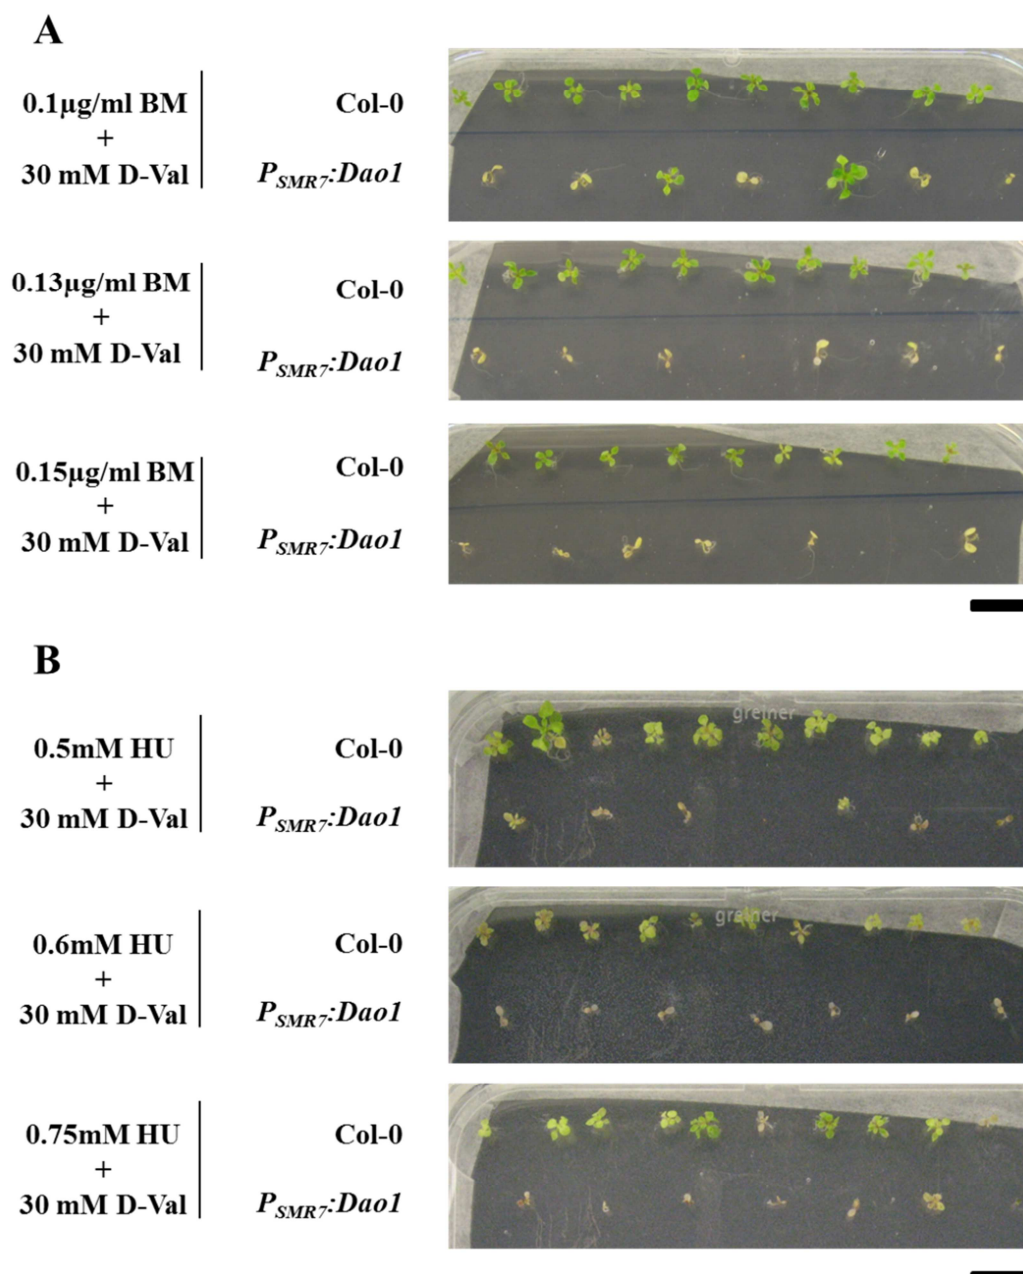 A
0.1µg/ml BM
+
30 mM D-Val
Col-0
PSMR7:Dao1
0.13µg/ml BM
+
30 mM D-Val
Col-0
PSMR7:Dao1
0.15µg/ml BM
+
30 mM D-Val
Col-0
PSMR7:Dao1
B
0.5mM HU
+
30 mM D-Val
Col-0
PSMR7:Dao1
greiner
0.6mM HU
+
30 mM D-Val
Col-0
PSMR7:Dao1
greiner
0.75mM HU
+
30 mM D-Val
Col-0
PSMR7:Dao1